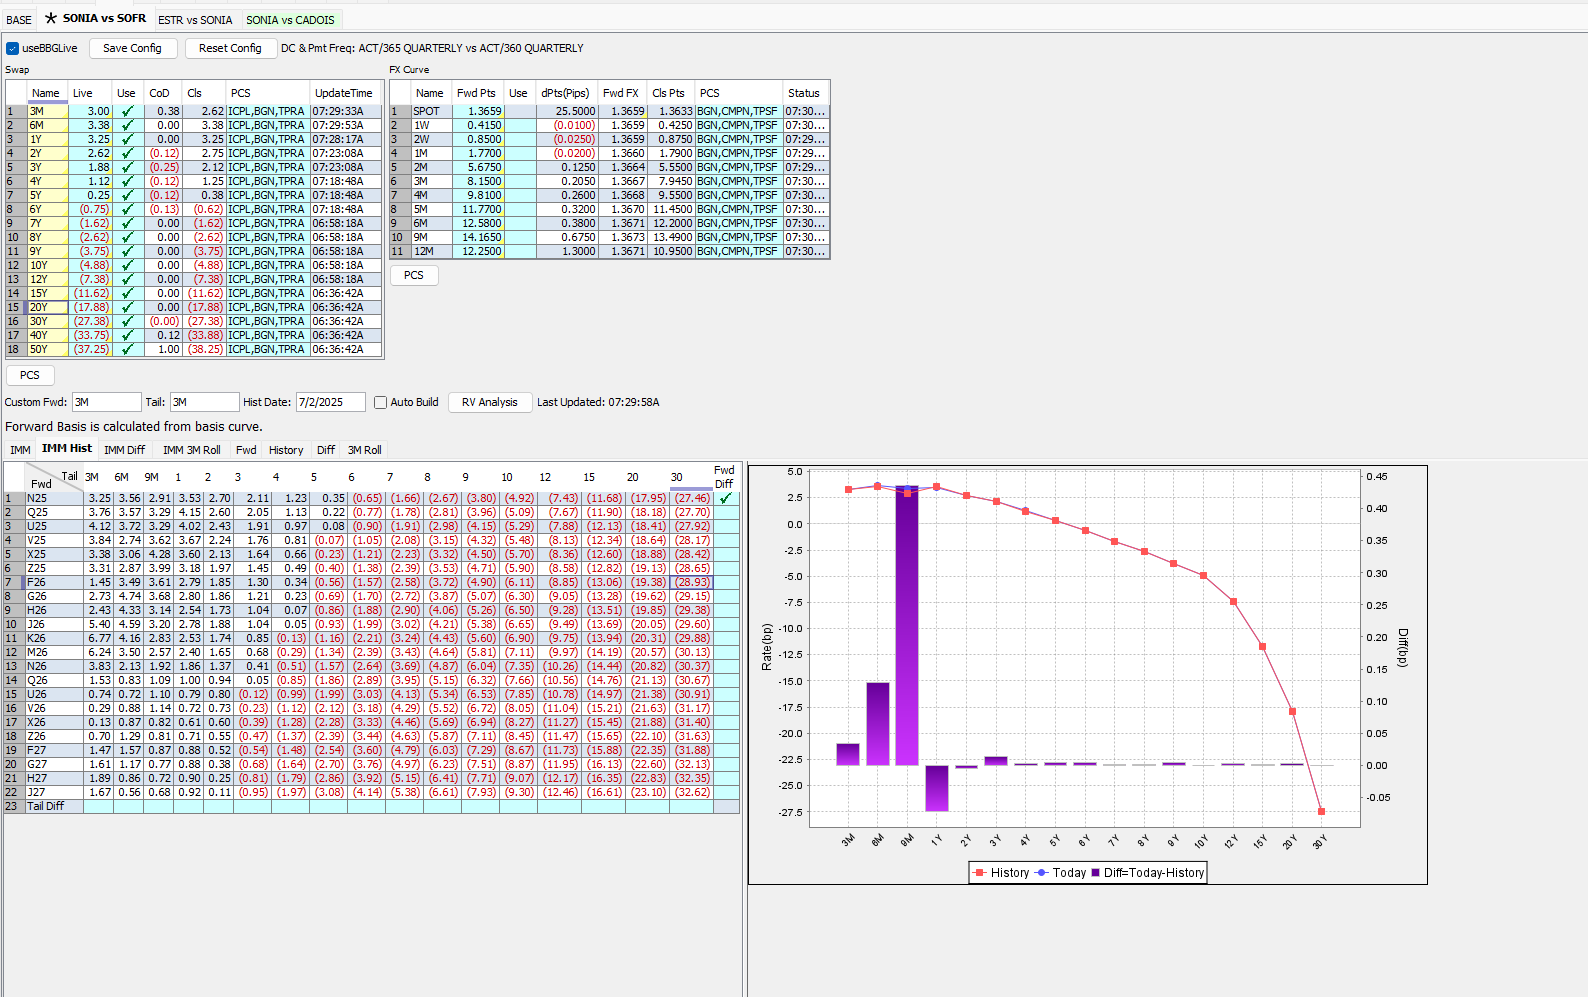 BASE SONIA vs SOFR ESTR vs SONIA SONIA vs CADOIS
useBBGLive Save Config Reset Config DC & Pmt Freq: ACT/365 QUARTERLY vs ACT/360 QUARTERLY
Swap
Name Live Use CoD Cls PCS UpdateTime
1 3M 3.00 0.38 2.62 ICPL,BGN,TPRA 07:29:33A
2 6M 3.38 0.00 3.38 ICPL,BGN,TPRA 07:29:53A
3 1Y 3.25 0.00 3.25 ICPL,BGN,TPRA 07:28:17A
4 2Y 2.62 (0.12) 2.75 ICPL,BGN,TPRA 07:23:08A
5 3Y 1.88 (0.25) 2.12 ICPL,BGN,TPRA 07:23:08A
6 4Y 1.12 (0.12) 1.25 ICPL,BGN,TPRA 07:18:48A
7 5Y 0.25 (0.12) 0.38 ICPL,BGN,TPRA 07:18:48A
8 6Y (0.75) (0.13) (0.62) ICPL,BGN,TPRA 07:18:48A
9 7Y (1.62) 0.00 (1.62) ICPL,BGN,TPRA 06:58:18A
10 8Y (2.62) 0.00 (2.62) ICPL,BGN,TPRA 06:58:18A
11 9Y (3.75) 0.00 (3.75) ICPL,BGN,TPRA 06:58:18A
12 10Y (4.88) 0.00 (4.88) ICPL,BGN,TPRA 06:58:18A
13 12Y (7.38) 0.00 (7.38) ICPL,BGN,TPRA 06:58:18A
14 15Y (11.62) 0.00 (11.62) ICPL,BGN,TPRA 06:36:42A
15 20Y (17.88) 0.00 (17.88) ICPL,BGN,TPRA 06:36:42A
16 30Y (27.38) (0.00) (27.38) ICPL,BGN,TPRA 06:36:42A
17 40Y (33.75) 0.12 (33.88) ICPL,BGN,TPRA 06:36:42A
18 50Y (37.25) 1.00 (38.25) ICPL,BGN,TPRA 06:36:42A
PCS
FX Curve
Name Fwd Pts Use dPts(Pips) Fwd FX Cls Pts PCS Status
1 SPOT 1.3659 25.5000 1.3659 1.3633 BGN,CMPN,TPSF 07:30...
2 1W 0.4150 (0.0100) 1.3659 0.4250 BGN,CMPN,TPSF 07:30...
3 2W 0.8500 (0.0250) 1.3659 0.8750 BGN,CMPN,TPSF 07:29...
4 1M 1.7700 (0.0200) 1.3660 1.7900 BGN,CMPN,TPSF 07:29...
5 2M 5.6750 0.1250 1.3664 5.5500 BGN,CMPN,TPSF 07:29...
6 3M 8.1500 0.2050 1.3667 7.9450 BGN,CMPN,TPSF 07:30...
7 4M 9.8100 0.2600 1.3668 9.5500 BGN,CMPN,TPSF 07:30...
8 5M 11.7700 0.3200 1.3670 11.4500 BGN,CMPN,TPSF 07:30...
9 6M 12.5800 0.3800 1.3671 12.2000 BGN,CMPN,TPSF 07:30...
10 9M 14.1650 0.6750 1.3673 13.4900 BGN,CMPN,TPSF 07:30...
11 12M 12.2500 1.3000 1.3671 10.9500 BGN,CMPN,TPSF 07:30...
PCS
Custom Fwd: 3M Tail: 3M Hist Date: 7/2/2025 Auto Build RV Analysis Last Updated: 07:29:58A
Forward Basis is calculated from basis curve.
IMM IMM Hist IMM Diff IMM 3M Roll Fwd History Diff 3M Roll
Fwd Tail 3M 6M 9M 1 2 3 4 5 6 7 8 9 10 12 15 20 30 Fwd Diff
1 N25 3.25 3.56 2.91 3.53 2.70 2.11 1.23 0.35 (0.65) (1.66) (2.67) (3.80) (4.92) (7.43) (11.68) (17.95) (27.46)
2 Q25 3.76 3.57 3.29 4.15 2.60 2.05 1.13 0.22 (0.77) (1.78) (2.81) (3.96) (5.09) (7.67) (11.90) (18.18) (27.70)
3 U25 4.12 3.72 3.29 4.02 2.43 1.91 0.97 0.08 (0.90) (1.91) (2.98) (4.15) (5.29) (7.88) (12.13) (18.41) (27.92)
4 V25 3.84 2.74 3.62 3.67 2.24 1.76 0.81 (0.07) (1.05) (2.08) (3.15) (4.32) (5.48) (8.13) (12.34) (18.64) (28.17)
5 X25 3.38 3.06 4.28 3.60 2.13 1.64 0.66 (0.23) (1.21) (2.23) (3.32) (4.50) (5.70) (8.36) (12.60) (18.88) (28.42)
6 Z25 3.31 2.87 3.99 3.18 1.97 1.45 0.49 (0.40) (1.38) (2.39) (3.53) (4.71) (5.90) (8.58) (12.82) (19.13) (28.65)
7 F26 1.45 3.49 3.61 2.79 1.85 1.30 0.34 (0.56) (1.57) (2.58) (3.72) (4.90) (6.11) (8.85) (13.06) (19.38) (28.93)
8 G26 2.73 4.74 3.68 2.80 1.86 1.21 0.23 (0.69) (1.70) (2.72) (3.87) (5.07) (6.30) (9.05) (13.28) (19.62) (29.15)
9 H26 2.43 4.33 3.14 2.54 1.73 1.04 0.07 (0.86) (1.88) (2.90) (4.06) (5.26) (6.50) (9.28) (13.51) (19.85) (29.38)
10 J26 5.40 4.59 3.20 2.78 1.88 1.04 0.05 (0.93) (1.99) (3.02) (4.21) (5.38) (6.65) (9.49) (13.69) (20.05) (29.60)
11 K26 6.77 4.16 2.83 2.53 1.74 0.85 (0.13) (1.16) (2.21) (3.24) (4.43) (5.60) (6.90) (9.75) (13.94) (20.31) (29.88)
12 M26 6.24 3.50 2.57 2.40 1.65 0.68 (0.29) (1.34) (2.39) (3.43) (4.64) (5.81) (7.11) (9.97) (14.19) (20.57) (30.13)
13 N26 3.83 2.13 1.92 1.86 1.37 0.41 (0.51) (1.57) (2.64) (3.69) (4.87) (6.04) (7.35) (10.26) (14.44) (20.82) (30.37)
14 Q26 1.53 0.83 1.09 1.00 0.94 0.05 (0.85) (1.86) (2.89) (3.95) (5.15) (6.32) (7.66) (10.56) (14.76) (21.13) (30.67)
15 U26 0.74 0.72 1.10 0.79 0.80 (0.12) (0.99) (1.99) (3.03) (4.13) (5.34) (6.53) (7.85) (10.78) (14.97) (21.38) (30.91)
16 V26 0.29 0.88 1.14 0.72 0.73 (0.23) (1.12) (2.12) (3.18) (4.29) (5.52) (6.72) (8.05) (11.04) (15.21) (21.63) (31.17)
17 X26 0.13 0.87 0.82 0.61 0.60 (0.39) (1.28) (2.28) (3.33) (4.46) (5.69) (6.94) (8.27) (11.27) (15.45) (21.88) (31.40)
18 Z26 0.70 1.29 0.81 0.71 0.55 (0.47) (1.37) (2.39) (3.44) (4.63) (5.87) (7.11) (8.45) (11.47) (15.65) (22.10) (31.63)
19 F27 1.47 1.57 0.87 0.88 0.52 (0.54) (1.48) (2.54) (3.60) (4.79) (6.03) (7.29) (8.67) (11.73) (15.88) (22.35) (31.88)
20 G27 1.61 1.17 0.77 0.88 0.38 (0.68) (1.64) (2.70) (3.76) (4.97) (6.23) (7.51) (8.87) (11.95) (16.13) (22.60) (32.13)
21 H27 1.89 0.86 0.72 0.90 0.25 (0.81) (1.79) (2.86) (3.92) (5.15) (6.41) (7.71) (9.07) (12.17) (16.35) (22.83) (32.35)
22 J27 1.67 0.56 0.68 0.92 0.11 (0.95) (1.97) (3.08) (4.14) (5.38) (6.61) (7.93) (9.30) (12.46) (16.61) (23.10) (32.62)
23 Tail Diff
Rate(bp)
5.0
2.5
0.0
-2.5
-5.0
-7.5
-10.0
-12.5
-15.0
-17.5
-20.0
-22.5
-25.0
-27.5
0.45
0.40
0.35
0.30
0.25
0.20
0.15
0.10
0.05
0.00
-0.05
Diff(bp)
3M 6M 9M 1Y 2Y 3Y 4Y 5Y 6Y 7Y 8Y 9Y 10Y 12Y 15Y 20Y 30Y
History Today Diff=Today-History